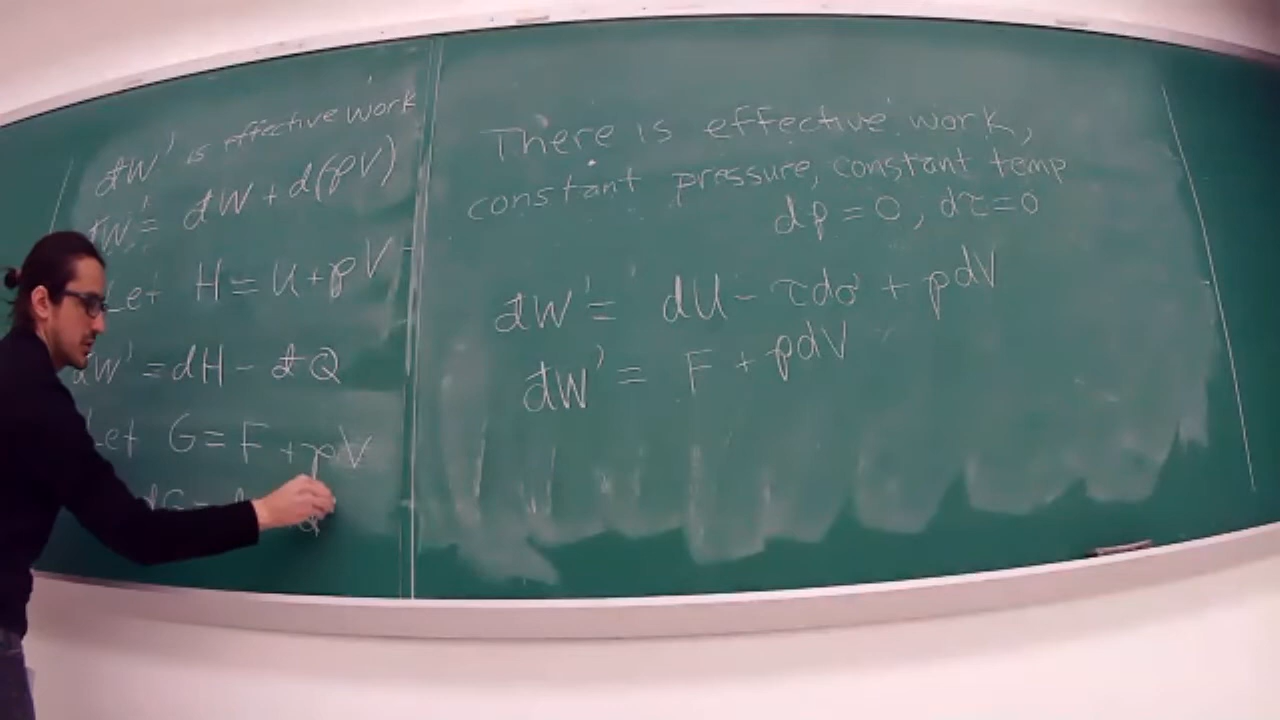 đW' is effective work
đW' = đW + d(pV)
Let H = U + pV
đW' = dH - đQ
Let G = F + pV
dG =
There is effective work,
constant pressure, constant temp
dp = 0, dτ = 0
đW' = dU - τdσ + pdV
đW' = F + pdV